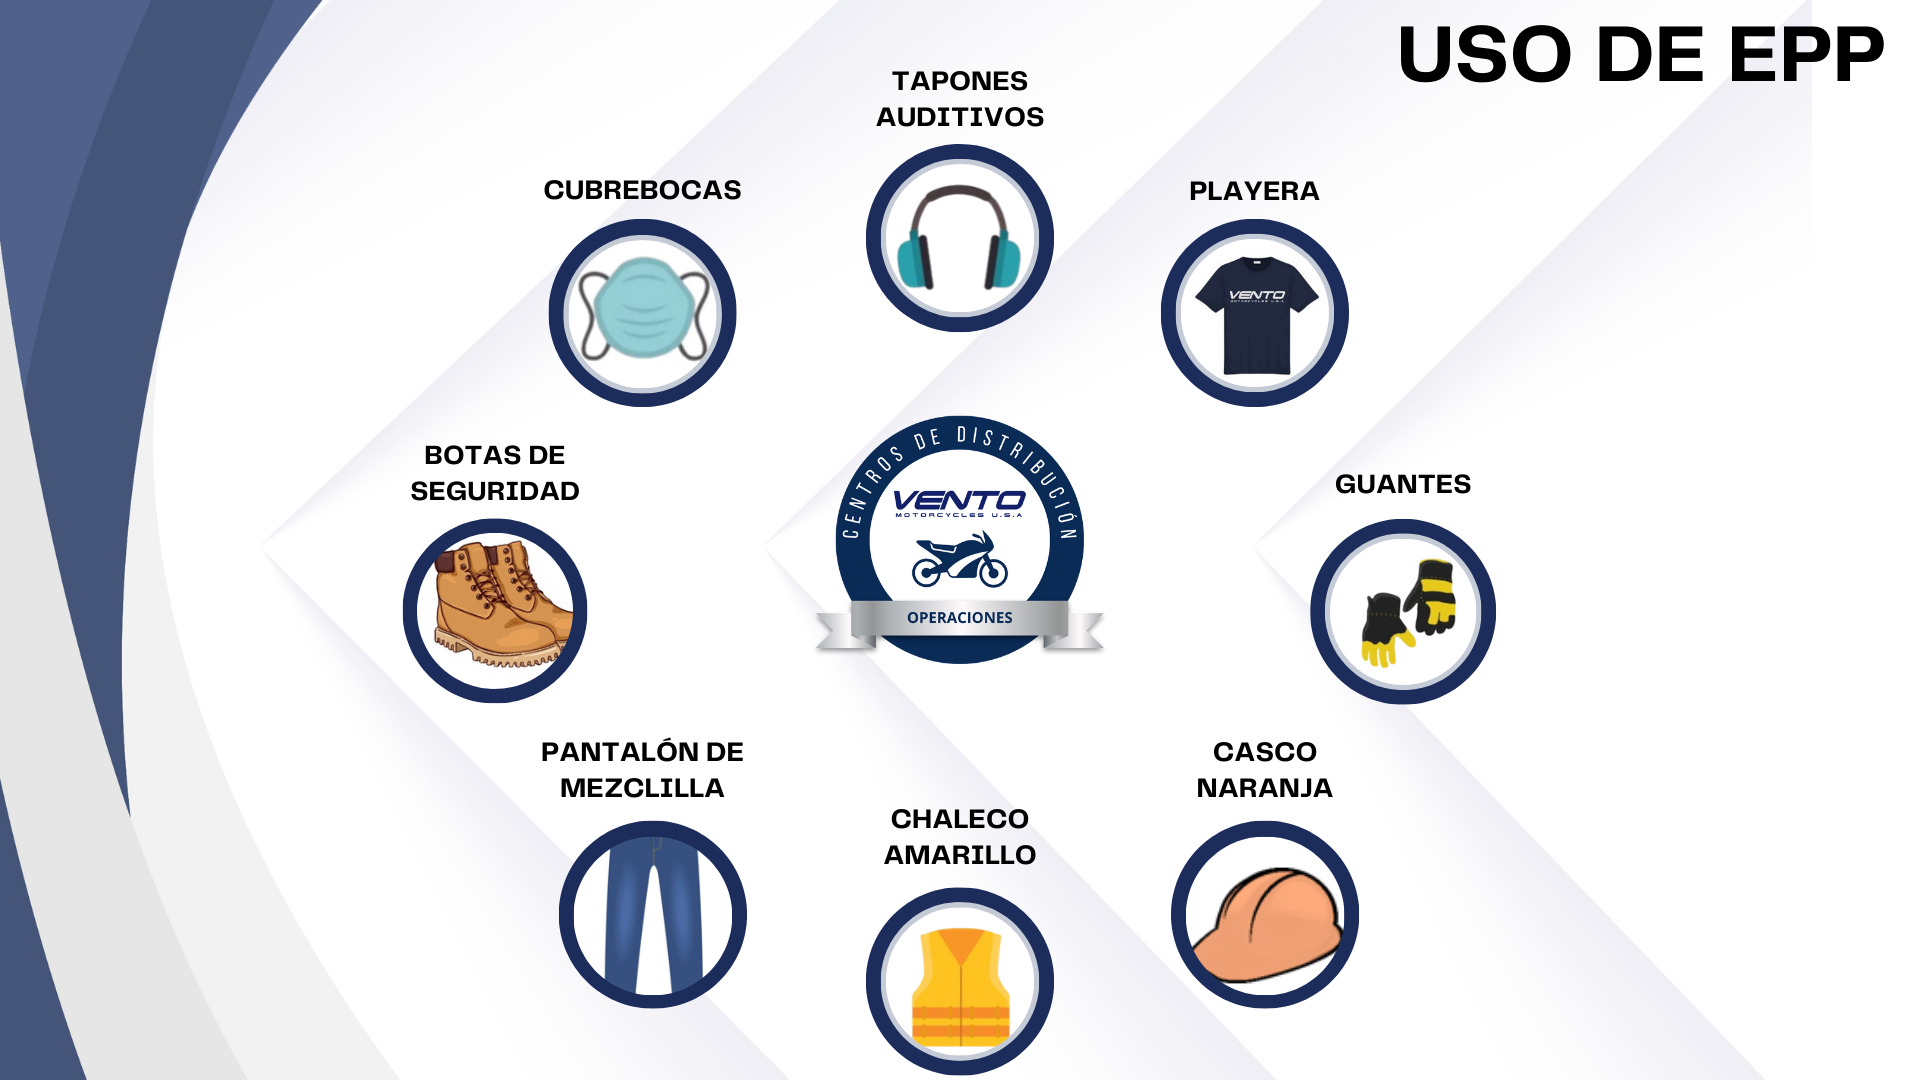 USO DE EPP
TAPONES
AUDITIVOS
CUBREBOCAS
PLAYERA
VENTO
MOTORCYCLES U.S.A
BOTAS DE
SEGURIDAD
CENTROS DE DISTRIBUCIÓN
VENTO
MOTORCYCLES U.S.A
OPERACIONES
GUANTES
PANTALÓN DE
MEZCLILLA
CHALECO
AMARILLO
CASCO
NARANJA